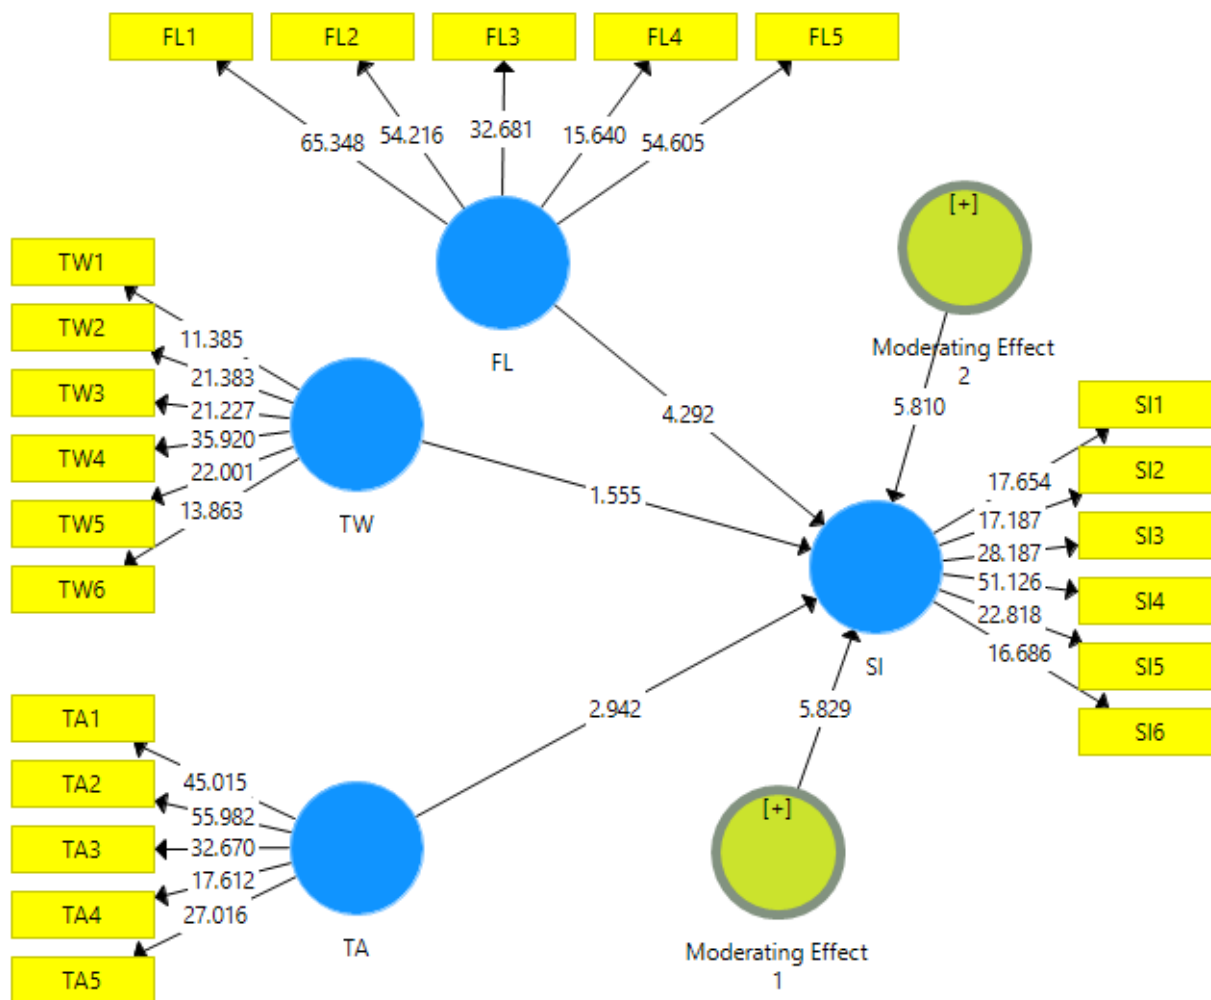 FL1
FL2
FL3
FL4
FL5
65.348
54.216
32.681
15.640
54.605
[+]
TW1
TW2
TW3
TW4
TW5
TW6
11.385
21.383
21.227
35.920
22.001
13.863
TW
FL
Moderating Effect
2
4.292
5.810
1.555
SI1
SI2
SI3
SI4
SI5
SI6
17.654
17.187
28.187
51.126
22.818
16.686
SI
2.942
5.829
TA1
TA2
TA3
TA4
TA5
45.015
55.982
32.670
17.612
27.016
TA
[+]
Moderating Effect
1